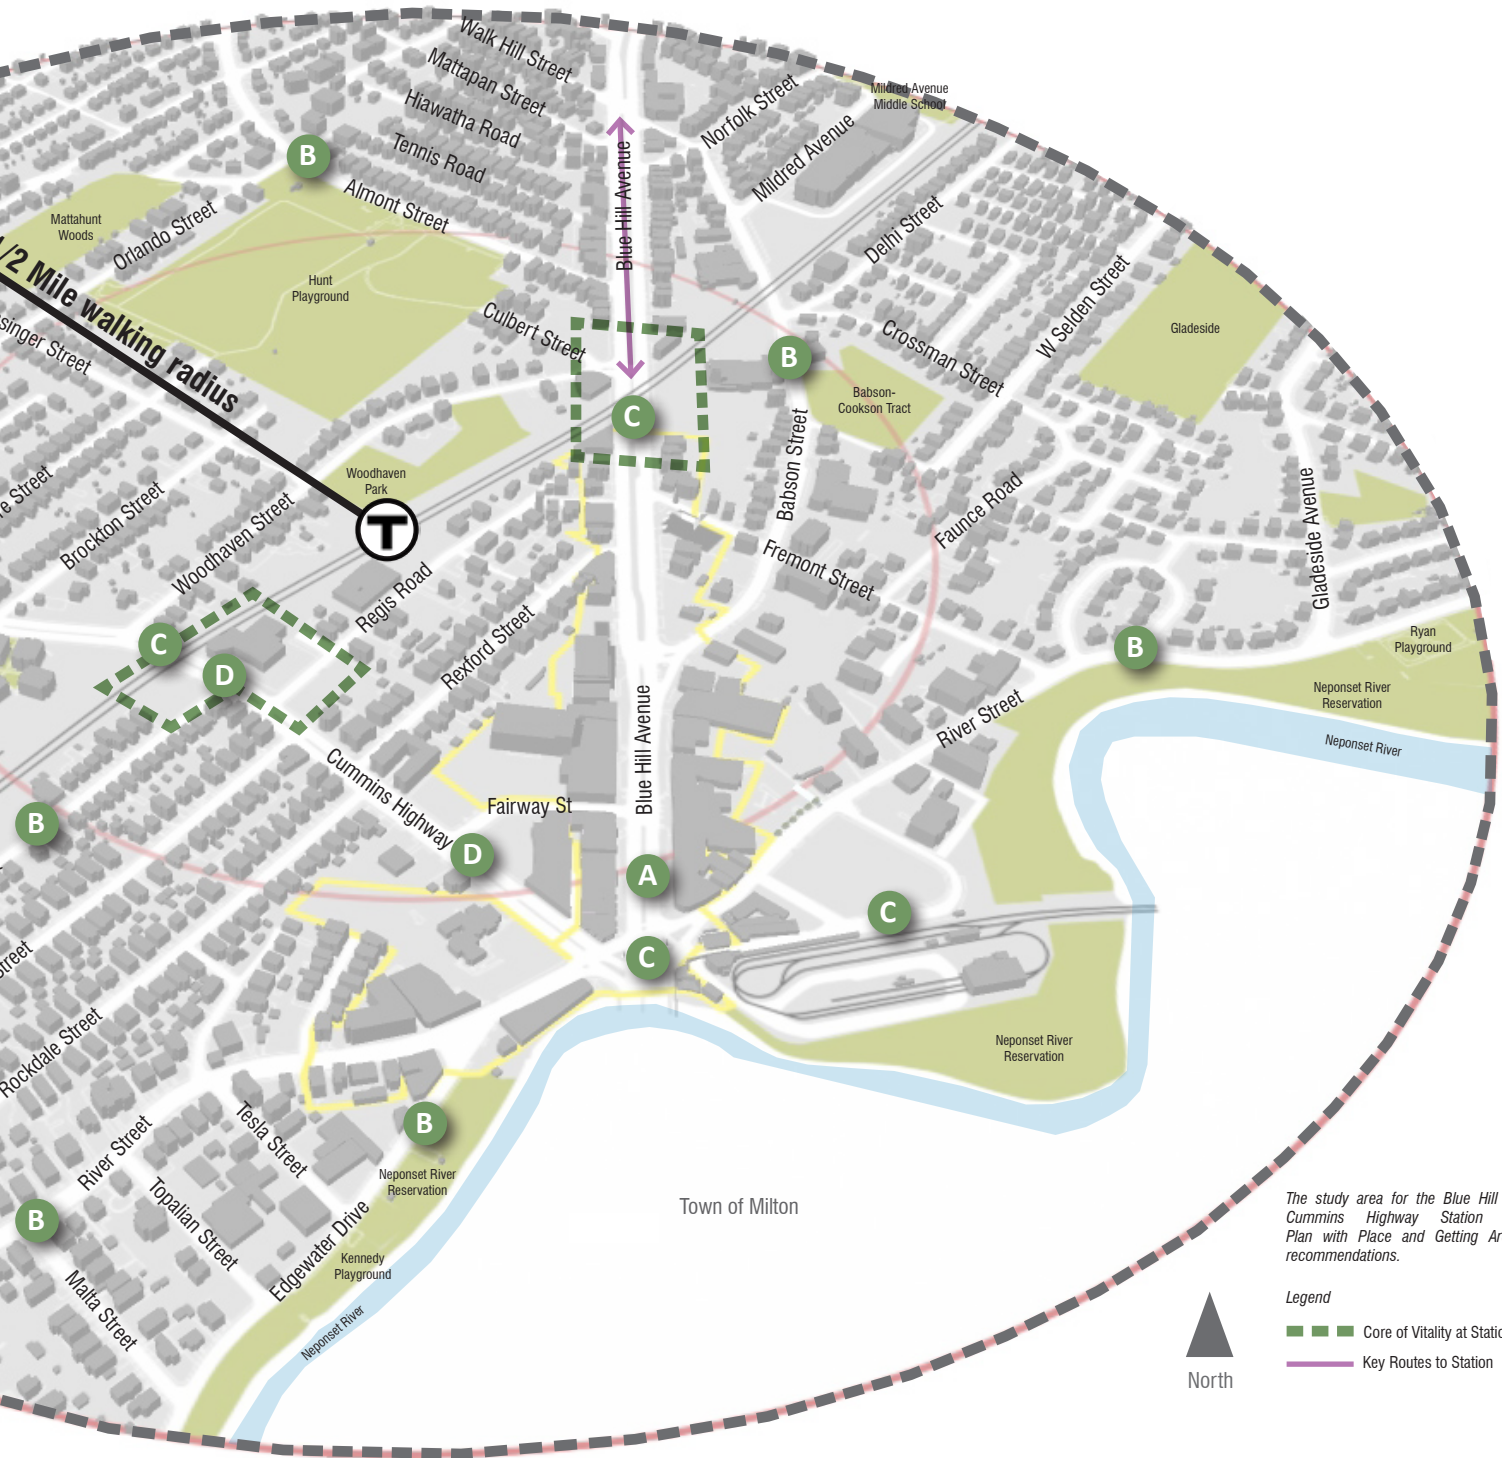 Walk Hill Street
Mattapan Street
Hiawatha Road
Tennis Road
Almont Street
Blue Hill Avenue
Norfolk Street
Mildred Avenue
Mildred Avenue
Middle School
B
Mattahunt
Woods
Orlando Street
Hunt
Playground
1/2 Mile walking radius
Culbert Street
Delhi Street
W Selden Street
Crossman Street
Gladeside
B
Babson-
Cookson Tract
C
Babson Street
Woodhaven
Park
T
Brockton Street
Woodhaven Street
Regis Road
Rexford Street
Fremont Street
Faunce Road
Gladeside Avenue
C
D
B
Ryan
Playground
Neponset River
Reservation
Neponset River
River Street
Blue Hill Avenue
Cummins Highway
Fairway St
B
D
A
C
C
Street
Rockdale Street
Neponset River
Reservation
River Street
Tesla Street
Topalian Street
B
Neponset River
Reservation
B
Edgewater Drive
Kennedy
Playground
Malta Street
Neponset River
Town of Milton
North
The study area for the Blue Hill
Cummins Highway Station
Plan with Place and Getting
recommendations.
Legend
Core of Vitality at
Key Routes to Station